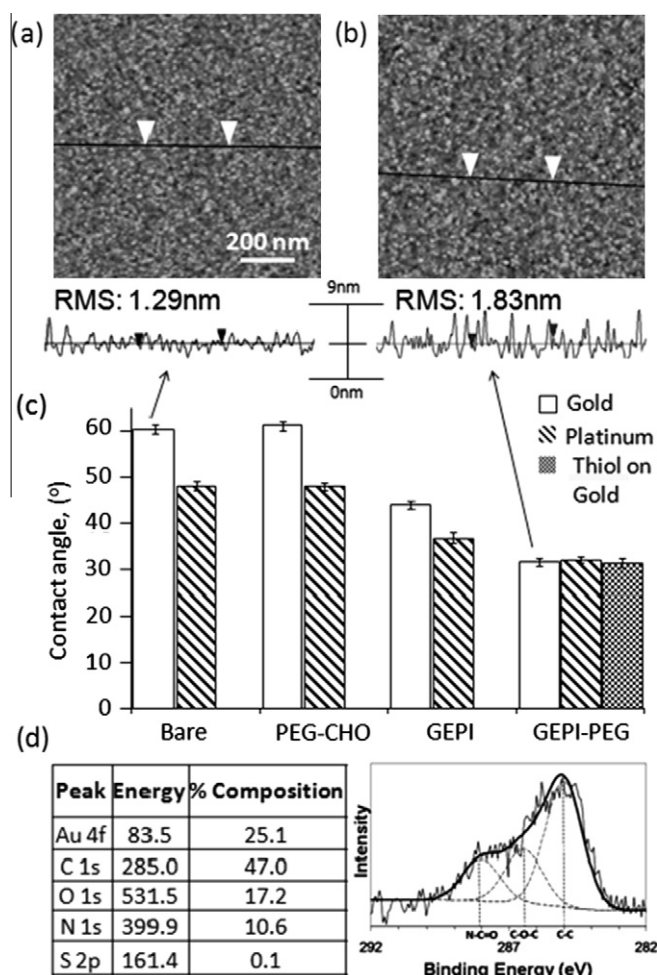 (a)
(b)
200 nm
RMS: 1.29nm
9nm
RMS: 1.83nm
0nm
(c)
Gold
Platinum
Thiol on
Gold
Contact angle, (°)
60
50
40
30
20
10
0
Bare PEG-CHO GEPI GEPI-PEG
(d)
Peak Energy % Composition
Au 4f 83.5 25.1
C 1s 285.0 47.0
O 1s 531.5 17.2
N 1s 399.9 10.6
S 2p 161.4 0.1
Intensity
N-C=O C-O-C C-C
292 287 282
Binding Energy (eV)